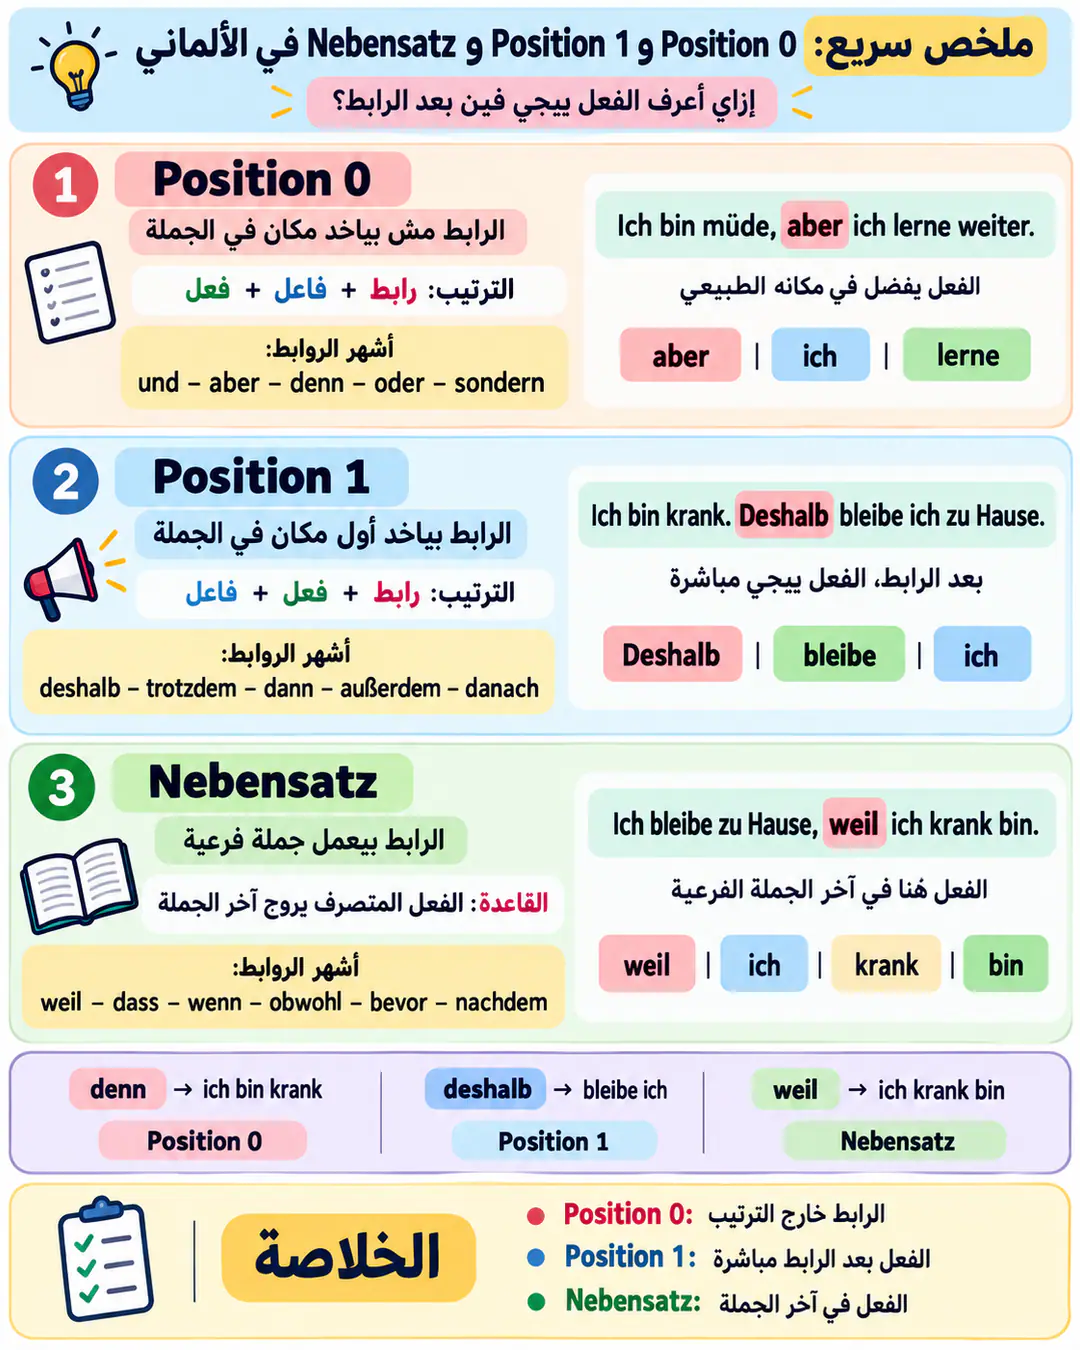 ملخص سريع: Position 0 و Position 1 و Nebensatz في الألماني
إزاي أعرف الفعل ييجي فين بعد الرابط؟
1
Position 0
الرابط مش بياخد مكان في الجملة
الترتيب: رابط + فاعل + فعل
أشهر الروابط:
und – aber – denn – oder – sondern
Ich bin müde, aber ich lerne weiter.
الفعل يفضل في مكانه الطبيعي
aber | ich | lerne
2
Position 1
الرابط بياخد أول مكان في الجملة
الترتيب: رابط + فعل + فاعل
أشهر الروابط:
deshalb – trotzdem – dann – außerdem – danach
Ich bin krank. Deshalb bleibe ich zu Hause.
بعد الرابط، الفعل ييجي مباشرة
Deshalb | bleibe | ich
3
Nebensatz
الرابط بيعمل جملة فرعية
القاعدة: الفعل المتصرف يروح آخر الجملة
أشهر الروابط:
weil – dass – wenn – obwohl – bevor – nachdem
Ich bleibe zu Hause, weil ich krank bin.
الفعل هُنا في آخر الجملة الفرعية
weil | ich | krank | bin
denn → ich bin krank
Position 0
deshalb → bleibe ich
Position 1
weil → ich krank bin
Nebensatz
الخلاصة
Position 0: الرابط خارج الترتيب
Position 1: الفعل بعد الرابط مباشرة
Nebensatz: الفعل في آخر الجملة